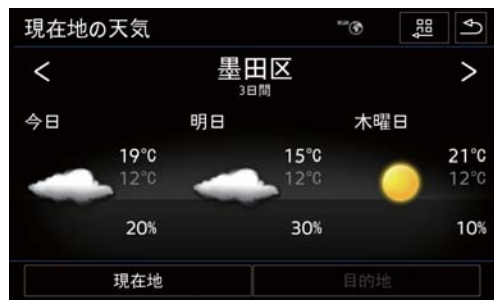 現在地の天気
墨田区
3日間
今日 明日 木曜日
19°C 15°C 21°C
12°C 12°C 12°C
20% 30% 10%
現在地 目的地